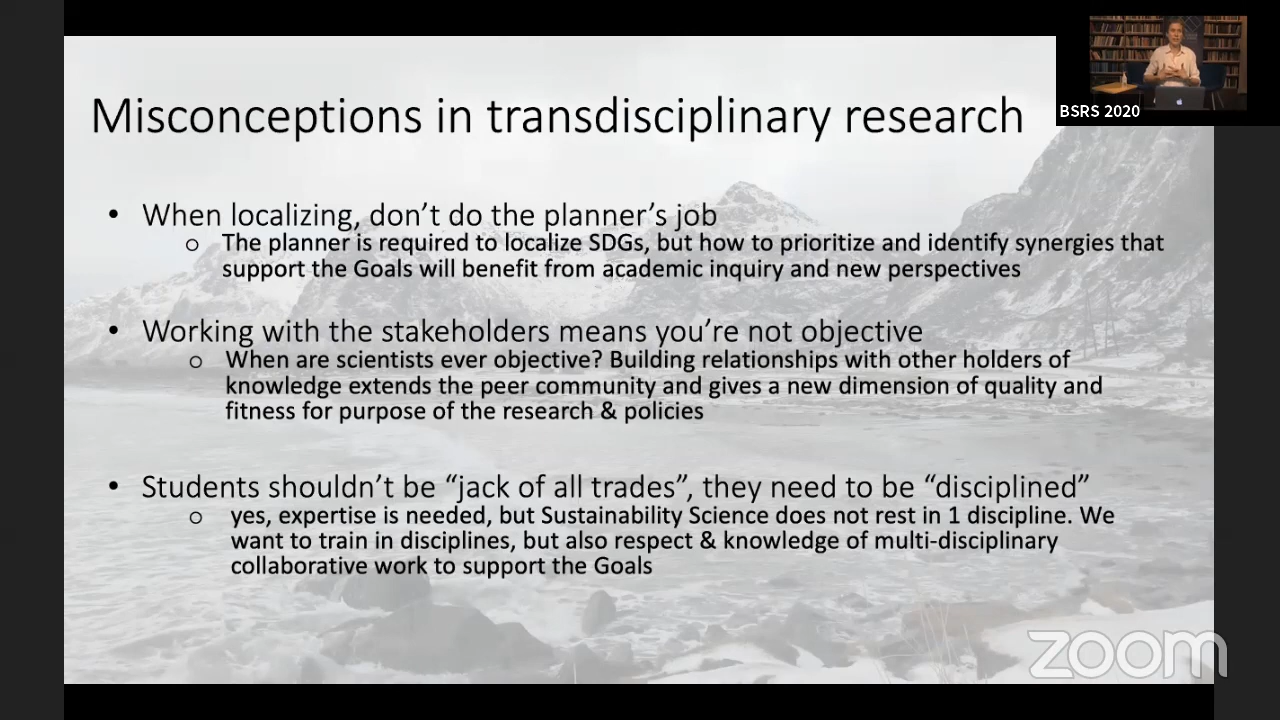 BSRS 2020
Misconceptions in transdisciplinary research
• When localizing, don’t do the planner’s job
o The planner is required to localize SDGs, but how to prioritize and identify synergies that
support the Goals will benefit from academic inquiry and new perspectives
• Working with the stakeholders means you’re not objective
o When are scientists ever objective? Building relationships with other holders of
knowledge extends the peer community and gives a new dimension of quality and
fitness for purpose of the research & policies
• Students shouldn’t be “jack of all trades”, they need to be “disciplined”
o yes, expertise is needed, but Sustainability Science does not rest in 1 discipline. We
want to train in disciplines, but also respect & knowledge of multi-disciplinary
collaborative work to support the Goals
zoom